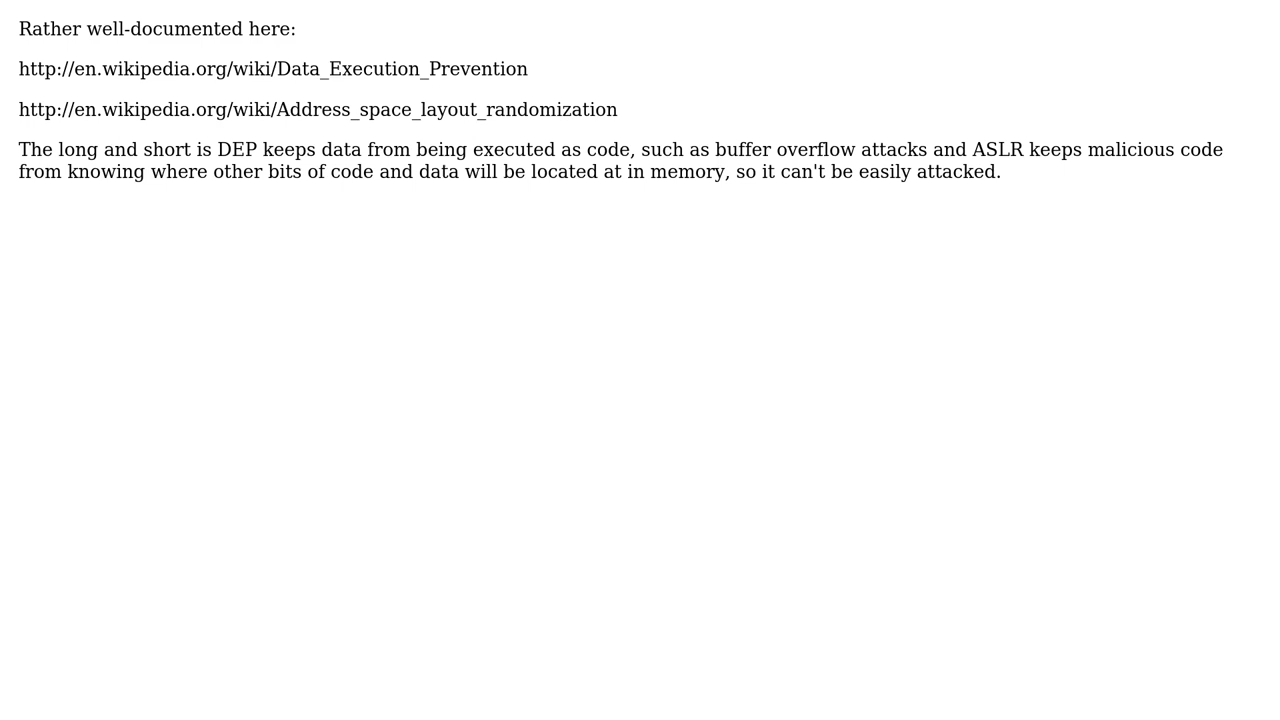 Rather well-documented here:
http://en.wikipedia.org/wiki/Data_Execution_Prevention
http://en.wikipedia.org/wiki/Address_space_layout_randomization
The long and short is DEP keeps data from being executed as code, such as buffer overflow attacks and ASLR keeps malicious code
from knowing where other bits of code and data will be located at in memory, so it can't be easily attacked.